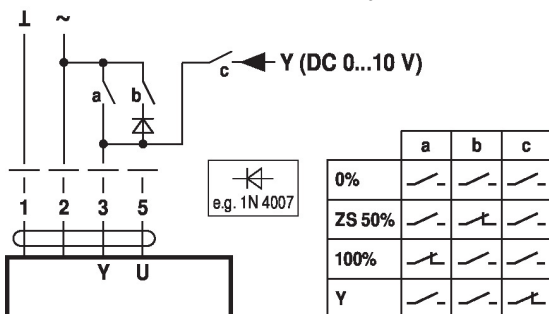 ⊥ ~
a b c Y (DC 0...10 V)
1 2 3 5
Y U
e.g. 1N 4007
a b c
0%
ZS 50%
100%
Y